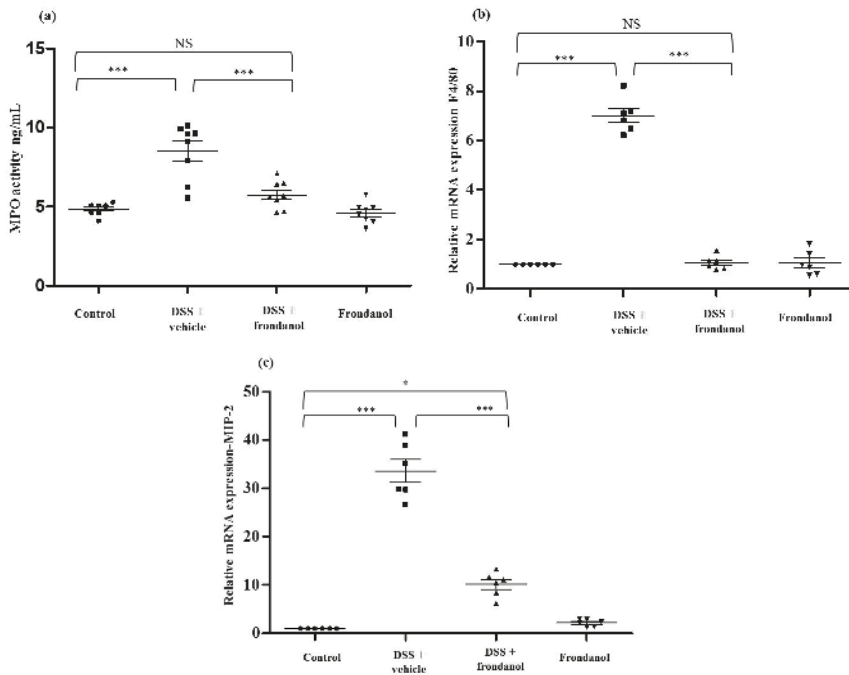 (a)
NS
***
***
MPO activity ng/mL
15
10
5
0
Control
DSS +
vehicle
DSS +
frondanol
Frondanol
(b)
NS
***
***
Relative mRNA expression F4/80
10
8
6
4
2
0
Control
DSS +
vehicle
DSS +
frondanol
Frondanol
(c)
*
***
***
Relative mRNA expression-MIP-2
50
40
30
20
10
0
Control
DSS +
vehicle
DSS +
frondanol
Frondanol